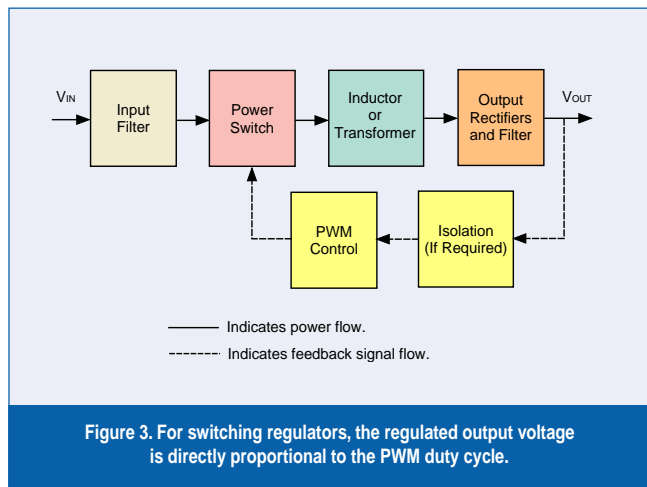 VIN
Input
Filter
Power
Switch
Inductor
or
Transformer
Output
Rectifiers
and Filter
VOUT
PWM
Control
Isolation
(If Required)
Indicates power flow.
Indicates feedback signal flow.
Figure 3. For switching regulators, the regulated output voltage
is directly proportional to the PWM duty cycle.